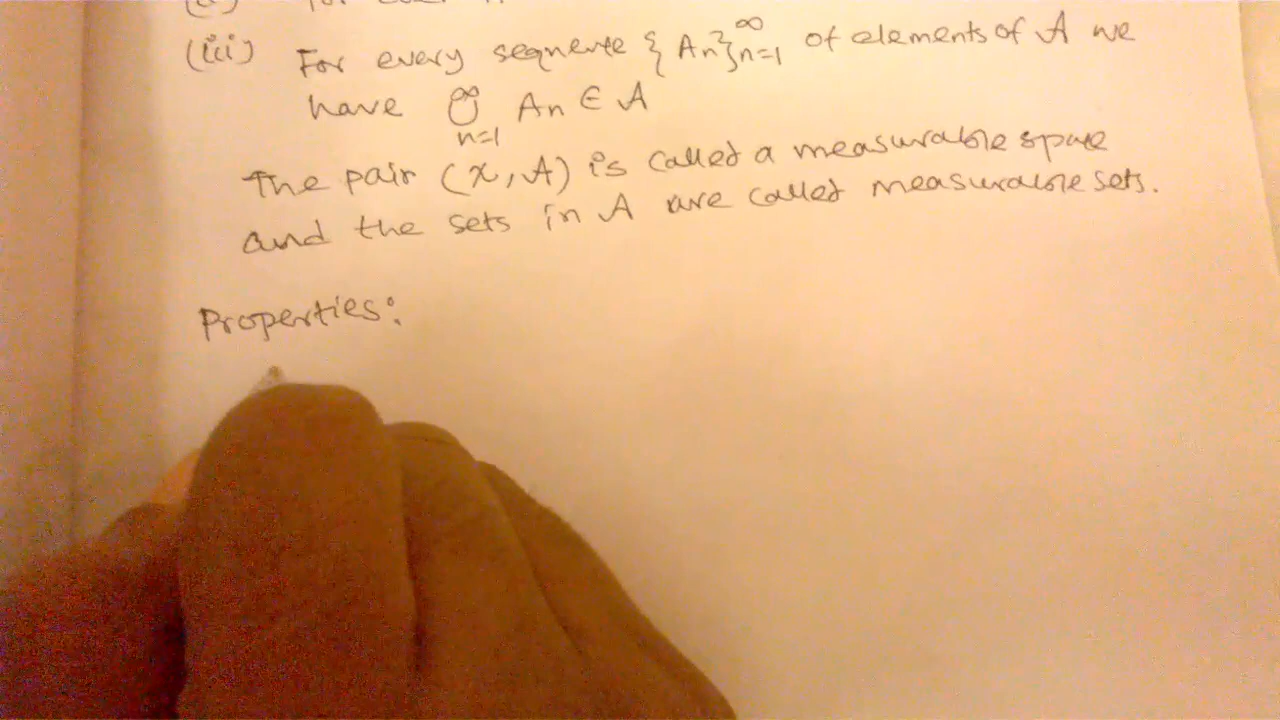 (iii) For every sequence {An}∞n=1 of elements of A we
have ∞∪n=1 An ∈ A
The pair (X, A) is called a measurable space
and the sets in A are called measurable sets.
Properties: